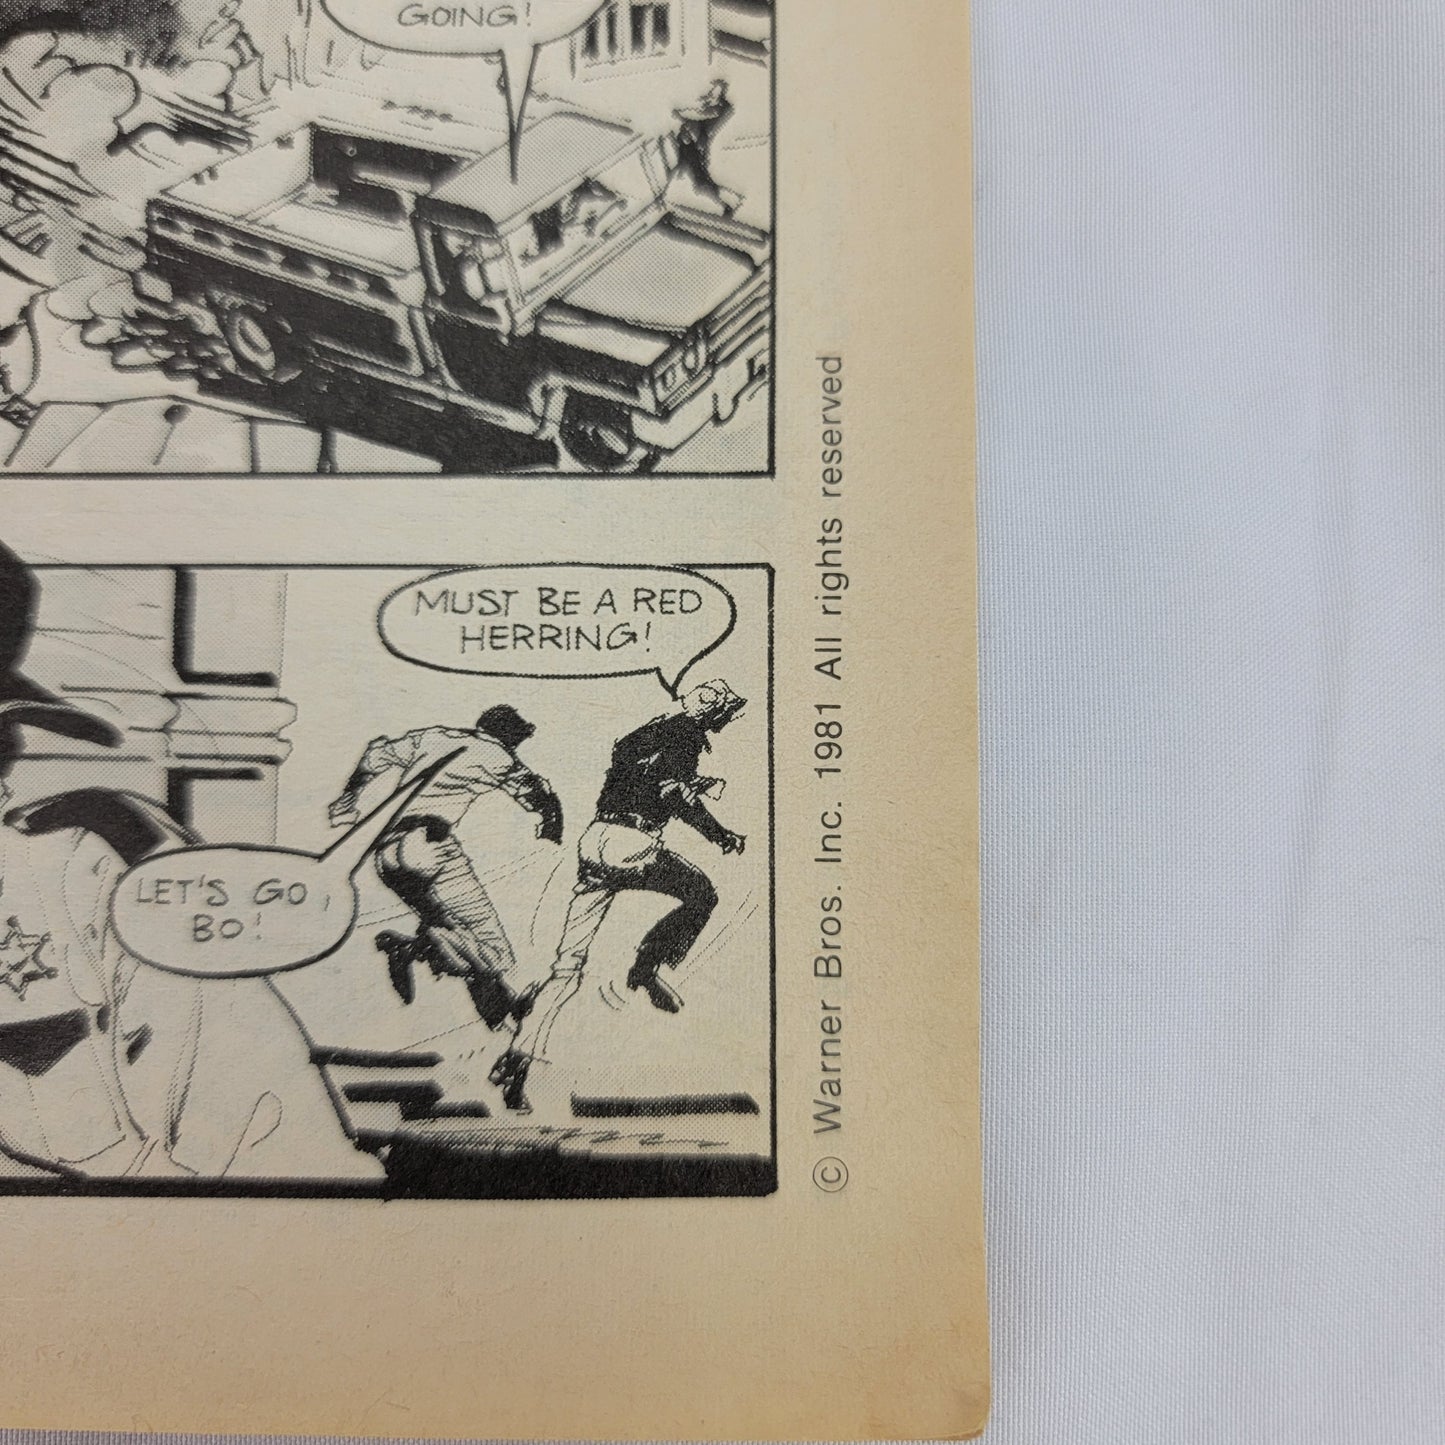 GOING!
MUST BE A RED
HERRING!
LET'S GO,
BO!
© Warner Bros. Inc. 1981 All rights reserved